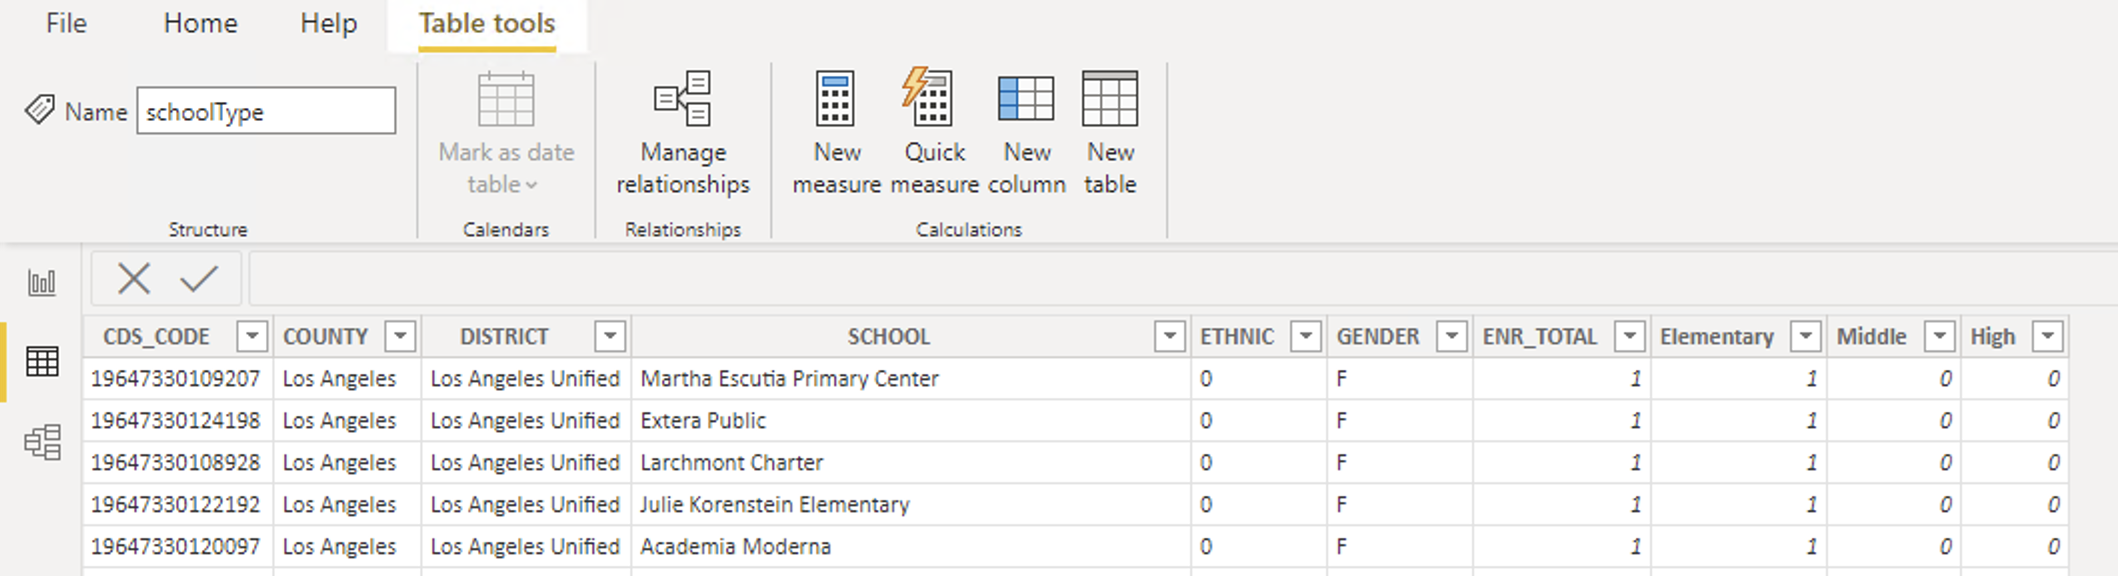 File Home Help Table tools
Name schoolType
Mark as date table
Manage relationships
New measure
Quick measure
New column
New table
Structure Calendars Relationships Calculations
CDS_CODE COUNTY DISTRICT SCHOOL ETHNIC GENDER ENR_TOTAL Elementary Middle High
19647330109207 Los Angeles Los Angeles Unified Martha Escutia Primary Center 0 F 1 1 0 0
19647330124198 Los Angeles Los Angeles Unified Extera Public 0 F 1 1 0 0
19647330108928 Los Angeles Los Angeles Unified Larchmont Charter 0 F 1 1 0 0
19647330122192 Los Angeles Los Angeles Unified Julie Korenstein Elementary 0 F 1 1 0 0
19647330120097 Los Angeles Los Angeles Unified Academia Moderna 0 F 1 1 0 0